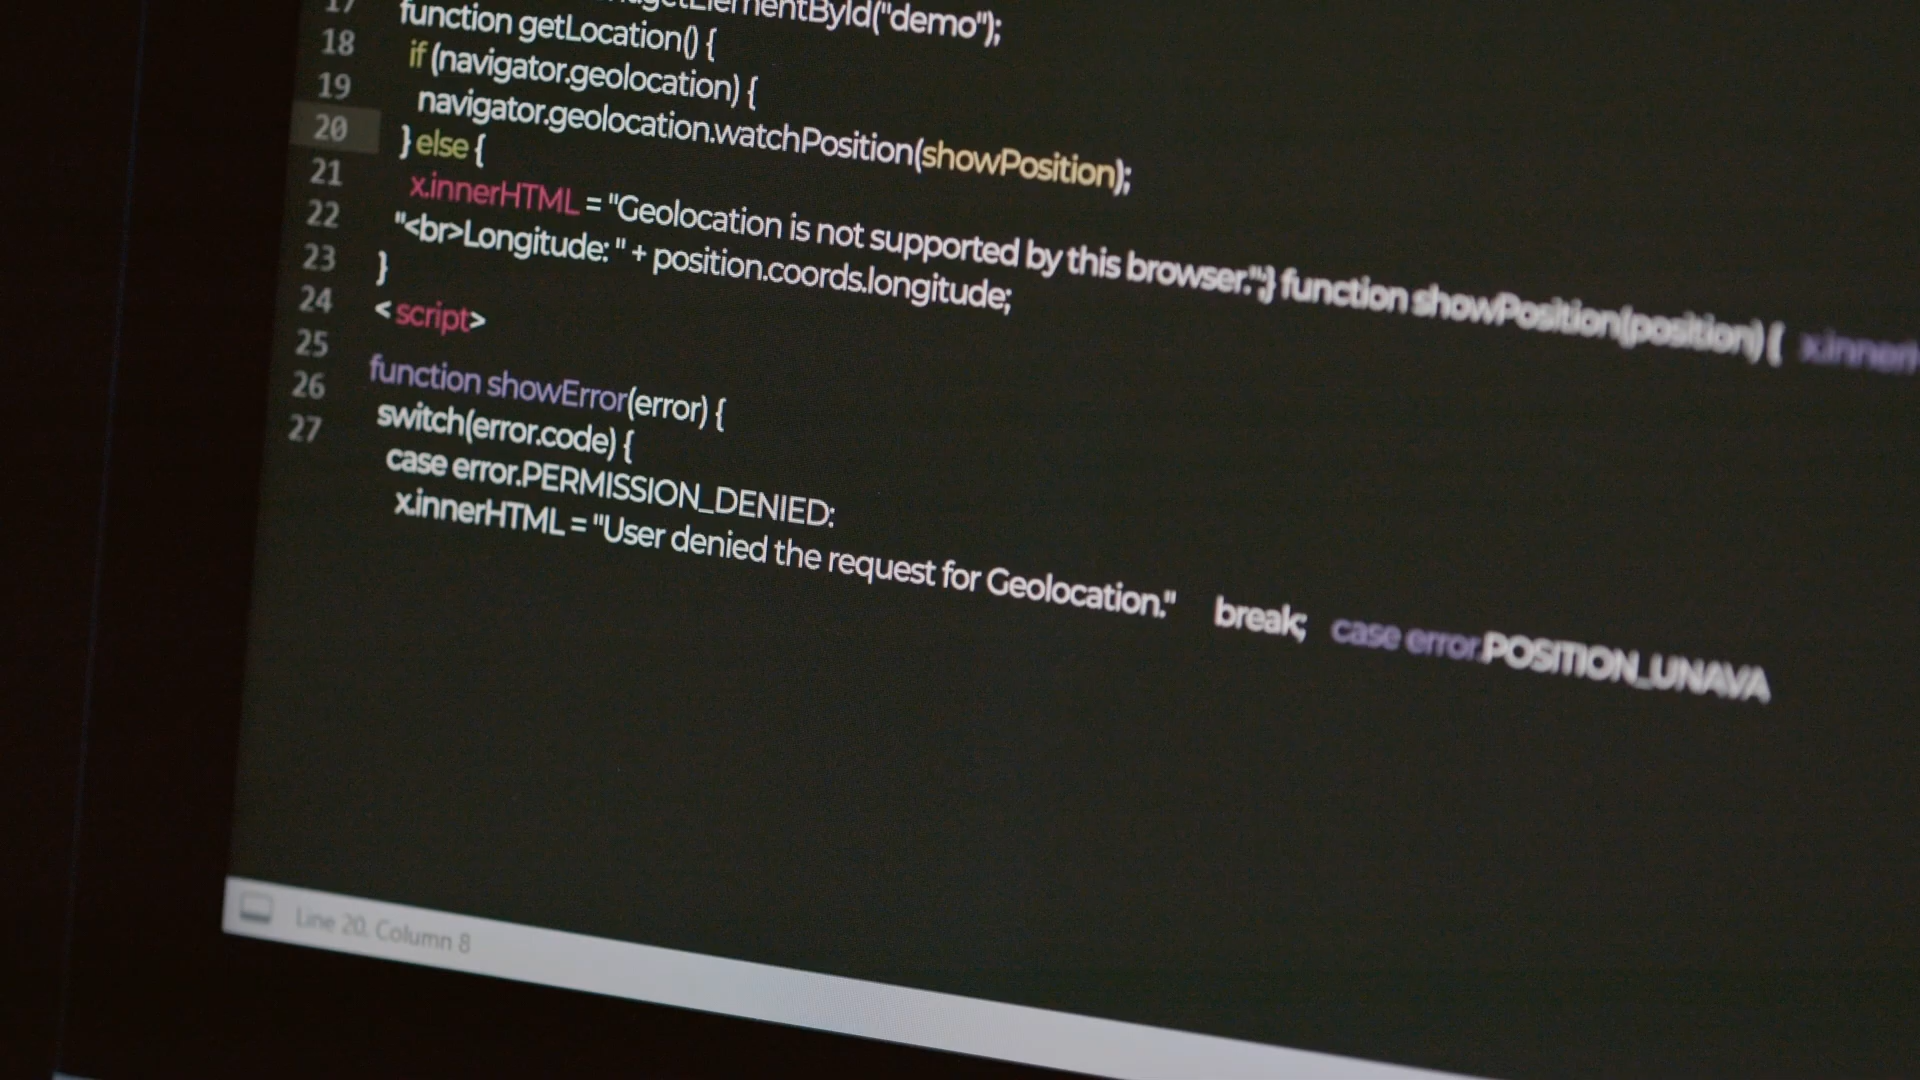 17
18
19
20
21
22
23
24
25
26
27
getElementById("demo");
function getLocation() {
if (navigator.geolocation) {
navigator.geolocation.watchPosition(showPosition);
} else {
x.innerHTML = "Geolocation is not supported by this browser.";} function showPosition(position) { x.inner
"<br>Longitude: " + position.coords.longitude;
}
< script>
function showError(error) {
switch(error.code) {
case error.PERMISSION_DENIED:
x.innerHTML = "User denied the request for Geolocation." break; case error.POSITION_UNAVA
Line 20, Column 8